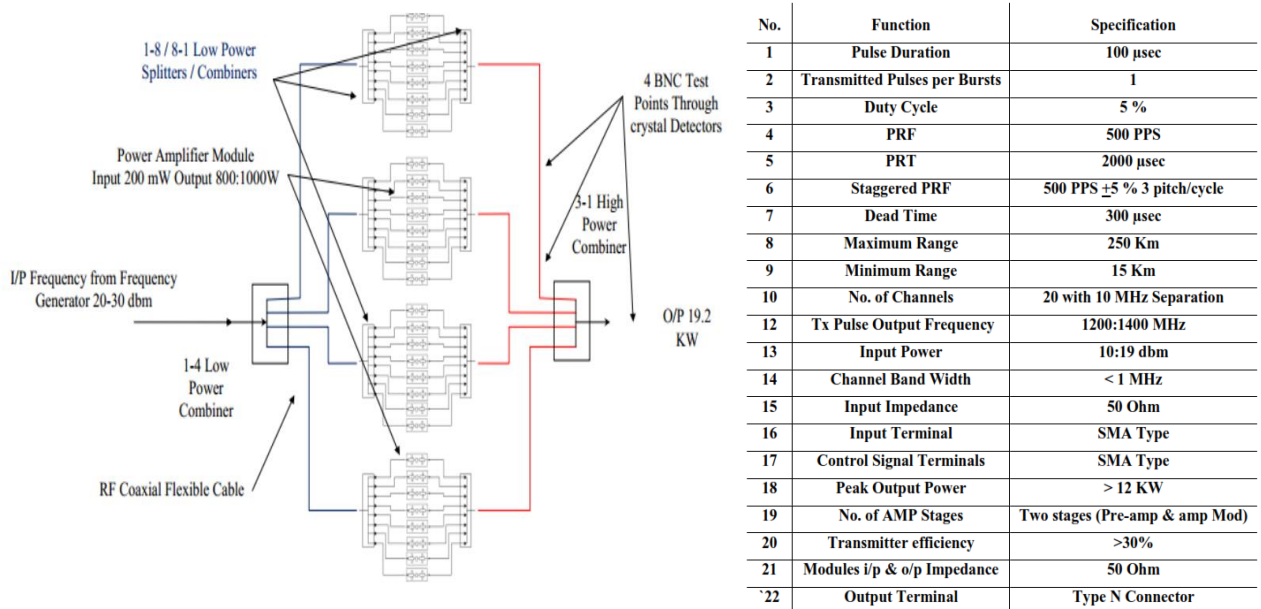 1-8 / 8-1 Low Power
Splitters / Combiners
Power Amplifier Module
Input 200 mW Output 800:1000W
I/P Frequency from Frequency
Generator 20-30 dbm
1-4 Low
Power
Combiner
RF Coaxial Flexible Cable
4 BNC Test
Points Through
crystal Detectors
3-1 High
Power
Combiner
O/P 19.2
KW
No. Function Specification
1 Pulse Duration 100 µsec
2 Transmitted Pulses per Bursts 1
3 Duty Cycle 5 %
4 PRF 500 PPS
5 PRT 2000 µsec
6 Staggered PRF 500 PPS ±5 % 3 pitch/cycle
7 Dead Time 300 µsec
8 Maximum Range 250 Km
9 Minimum Range 15 Km
10 No. of Channels 20 with 10 MHz Separation
12 Tx Pulse Output Frequency 1200:1400 MHz
13 Input Power 10:19 dbm
14 Channel Band Width < 1 MHz
15 Input Impedance 50 Ohm
16 Input Terminal SMA Type
17 Control Signal Terminals SMA Type
18 Peak Output Power > 12 KW
19 No. of AMP Stages Two stages (Pre-amp & amp Mod)
20 Transmitter efficiency >30%
21 Modules i/p & o/p Impedance 50 Ohm
`22 Output Terminal Type N Connector